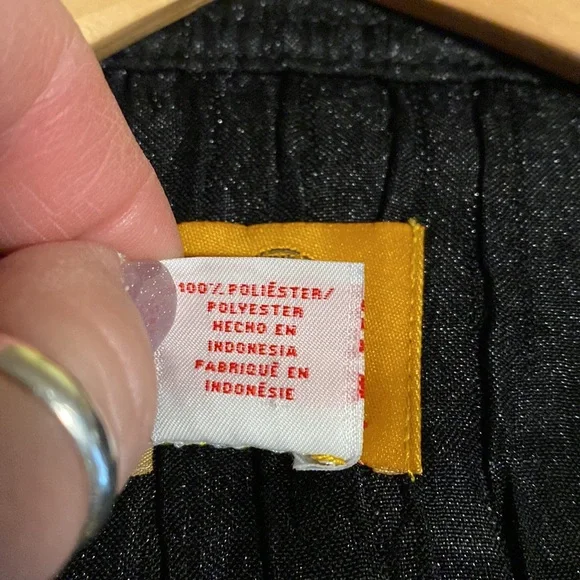 100% POLIÉSTER/
POLYESTER
HECHO EN
INDONESIA
FABRIQUÉ EN
INDONÉSIE